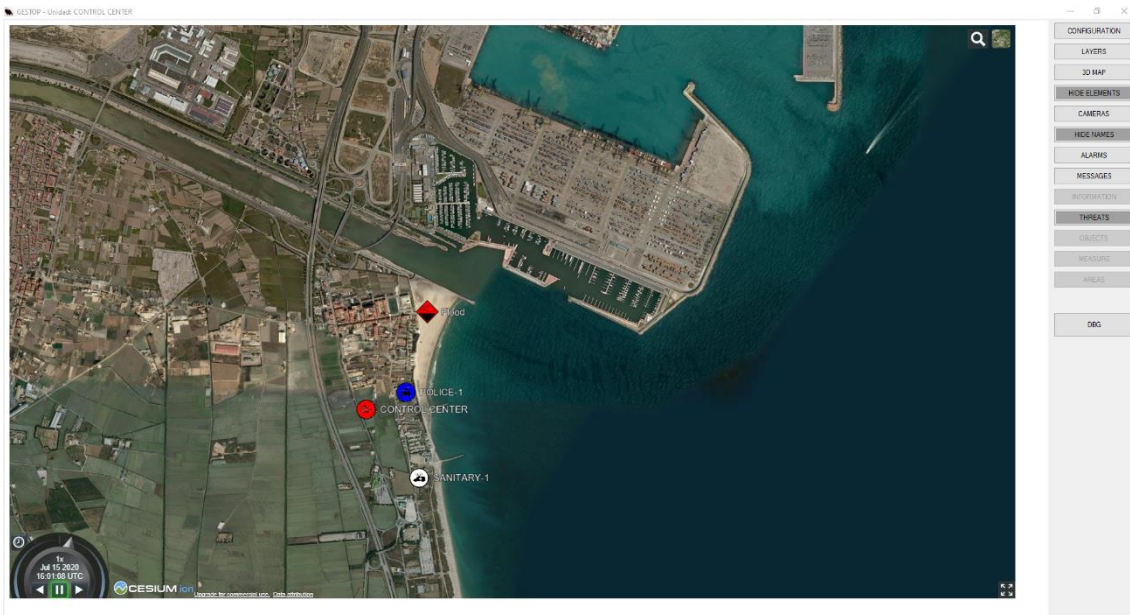 GESTOP - Unidad: CONTROL CENTER
CONFIGURATION
LAYERS
3D MAP
HIDE ELEMENTS
CAMERAS
HIDE NAMES
ALARMS
MESSAGES
INFORMATION
THREATS
OBJECTS
MEASURE
AREAS
DBG
Flood
POLICE-1
CONTROL CENTER
SANITARY-1
1x
Jul 15 2020
16:01:08 UTC
CESIUM ion
Upgrade for commercial use. Data attribution